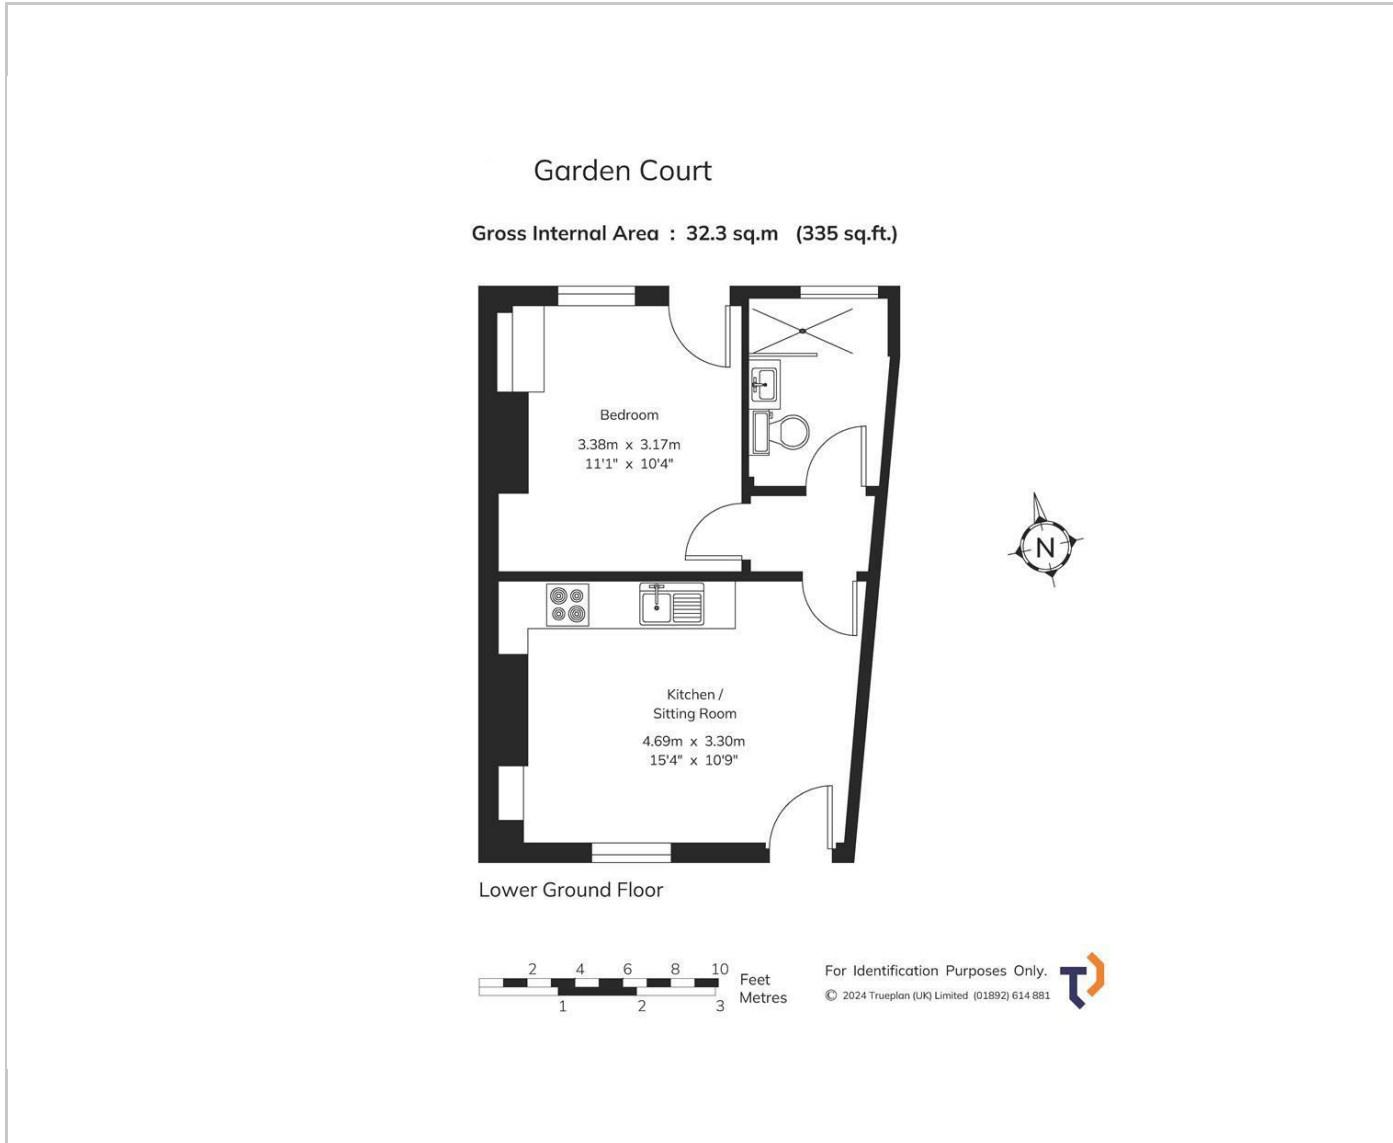 Garden Court
Gross Internal Area : 32.3 sq.m (335 sq.ft.)
Bedroom
3.38m x 3.17m
11'1" x 10'4"
N
Kitchen /
Sitting Room
4.69m x 3.30m
15'4" x 10'9"
Lower Ground Floor
2 4 6 8 10
Feet
Metres
1 2 3
For Identification Purposes Only.
© 2024 Trueplan (UK) Limited (01892) 614 881